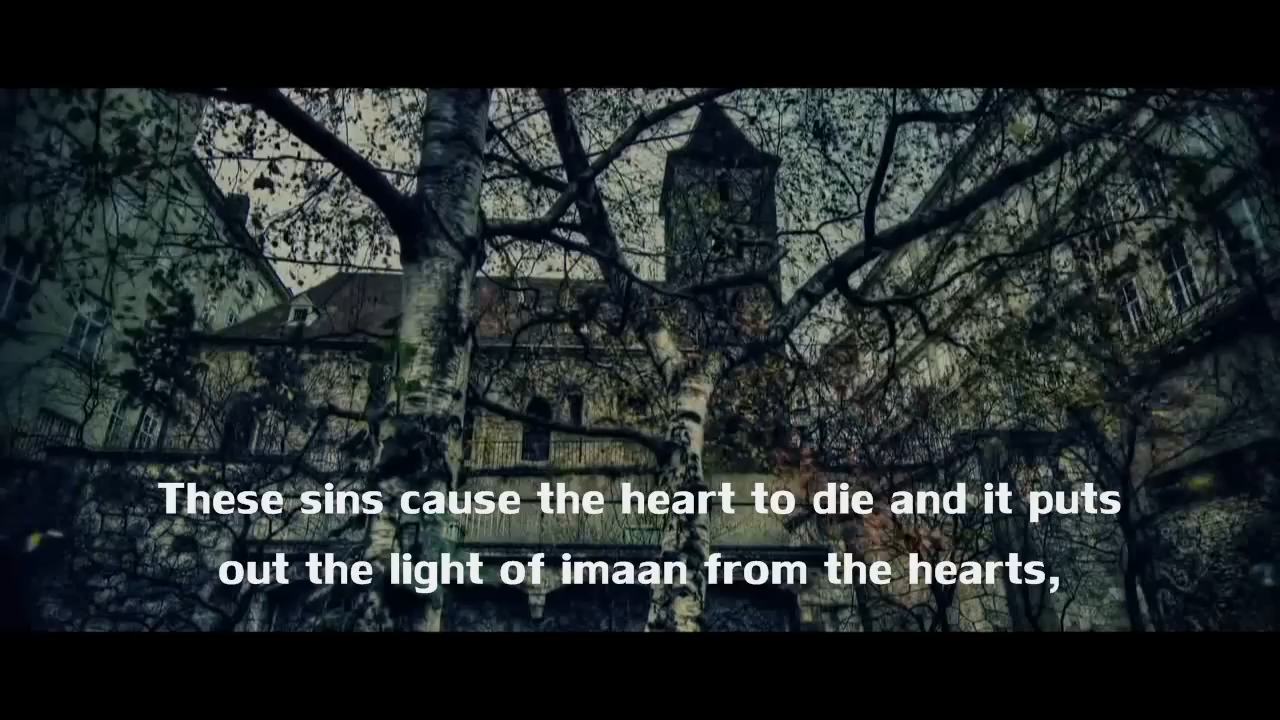 These sins cause the heart to die and it puts
out the light of imaan from the hearts,